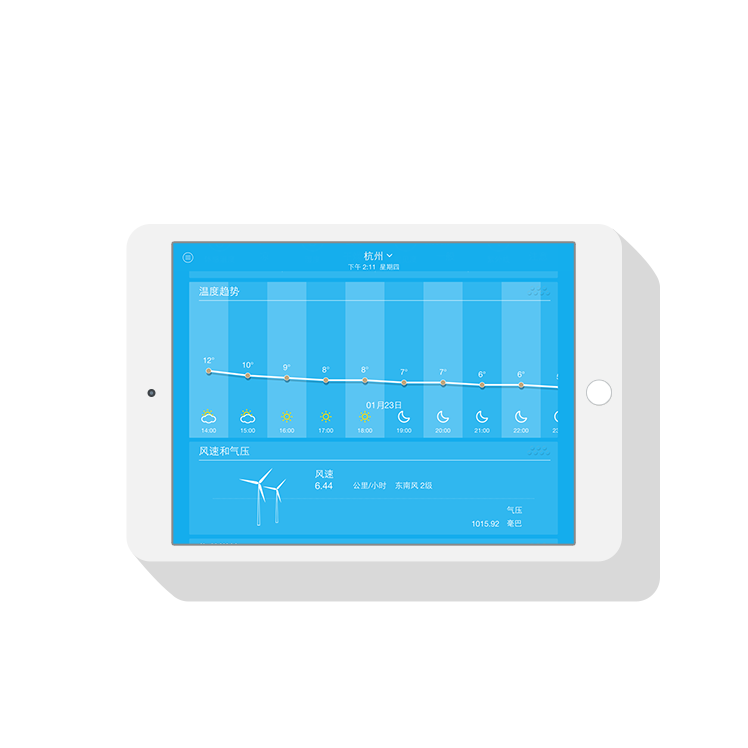 杭州
下午 2:11 星期四
温度趋势
12° 10° 9° 8° 8° 7° 7° 6° 6°
01月23日
14:00 15:00 16:00 17:00 18:00 19:00 20:00 21:00 22:00
风速和气压
风速
6.44 公里/小时 东南风 2级
气压
1015.92 毫巴